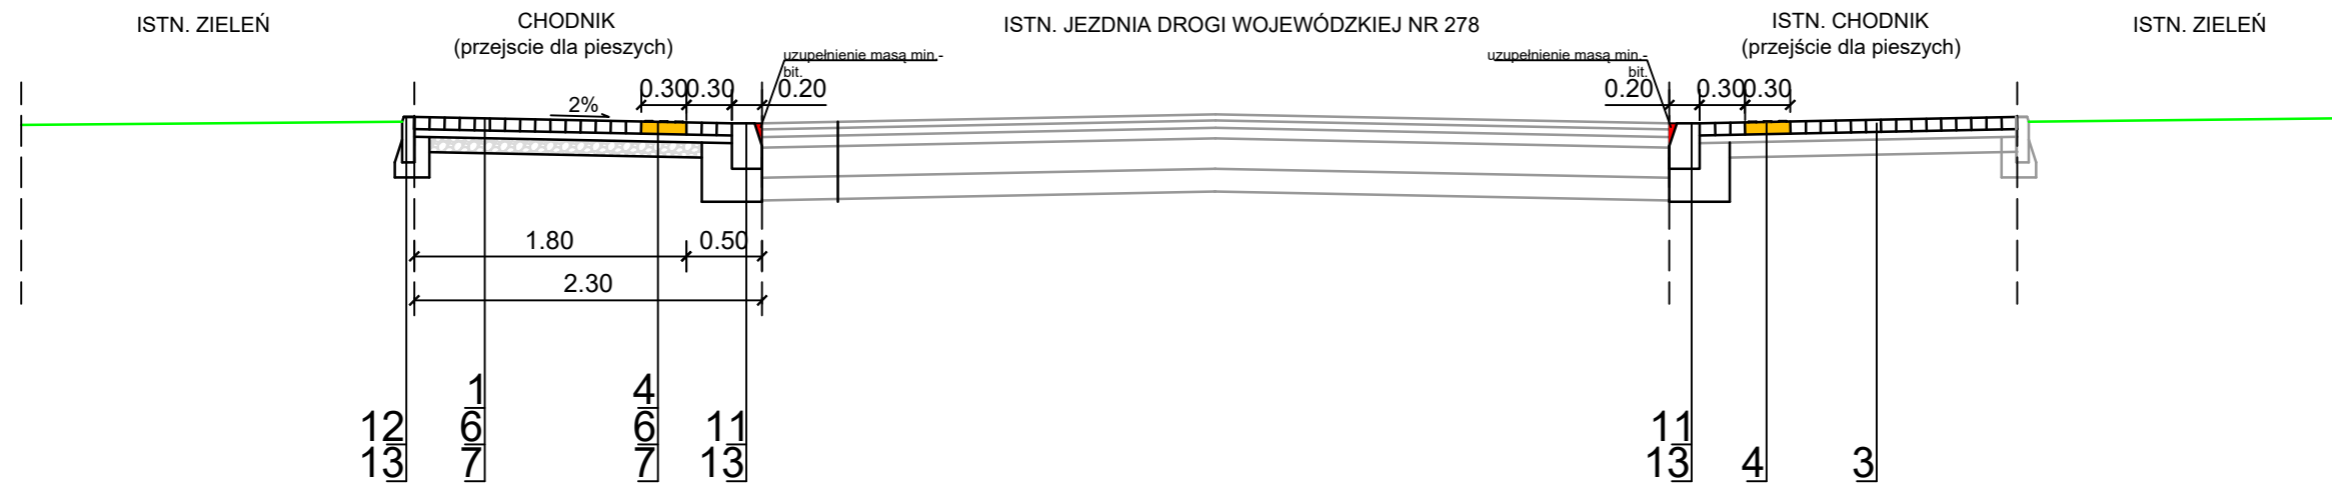 ISTN. ZIELEŃ
CHODNIK
(przejscie dla pieszych)
ISTN. JEZDNIA DROGI WOJEWÓDZKIEJ NR 278
ISTN. CHODNIK
(przejście dla pieszych)
ISTN. ZIELEŃ
uzupełnienie masą min.-
bit.
uzupełnienie masą min.-
bit.
0.30 0.30 0.20
0.20 0.30 0.30
2%
1.80 0.50
2.30
12
13
1
6
7
4
6
7
11
13
11
13
4
3